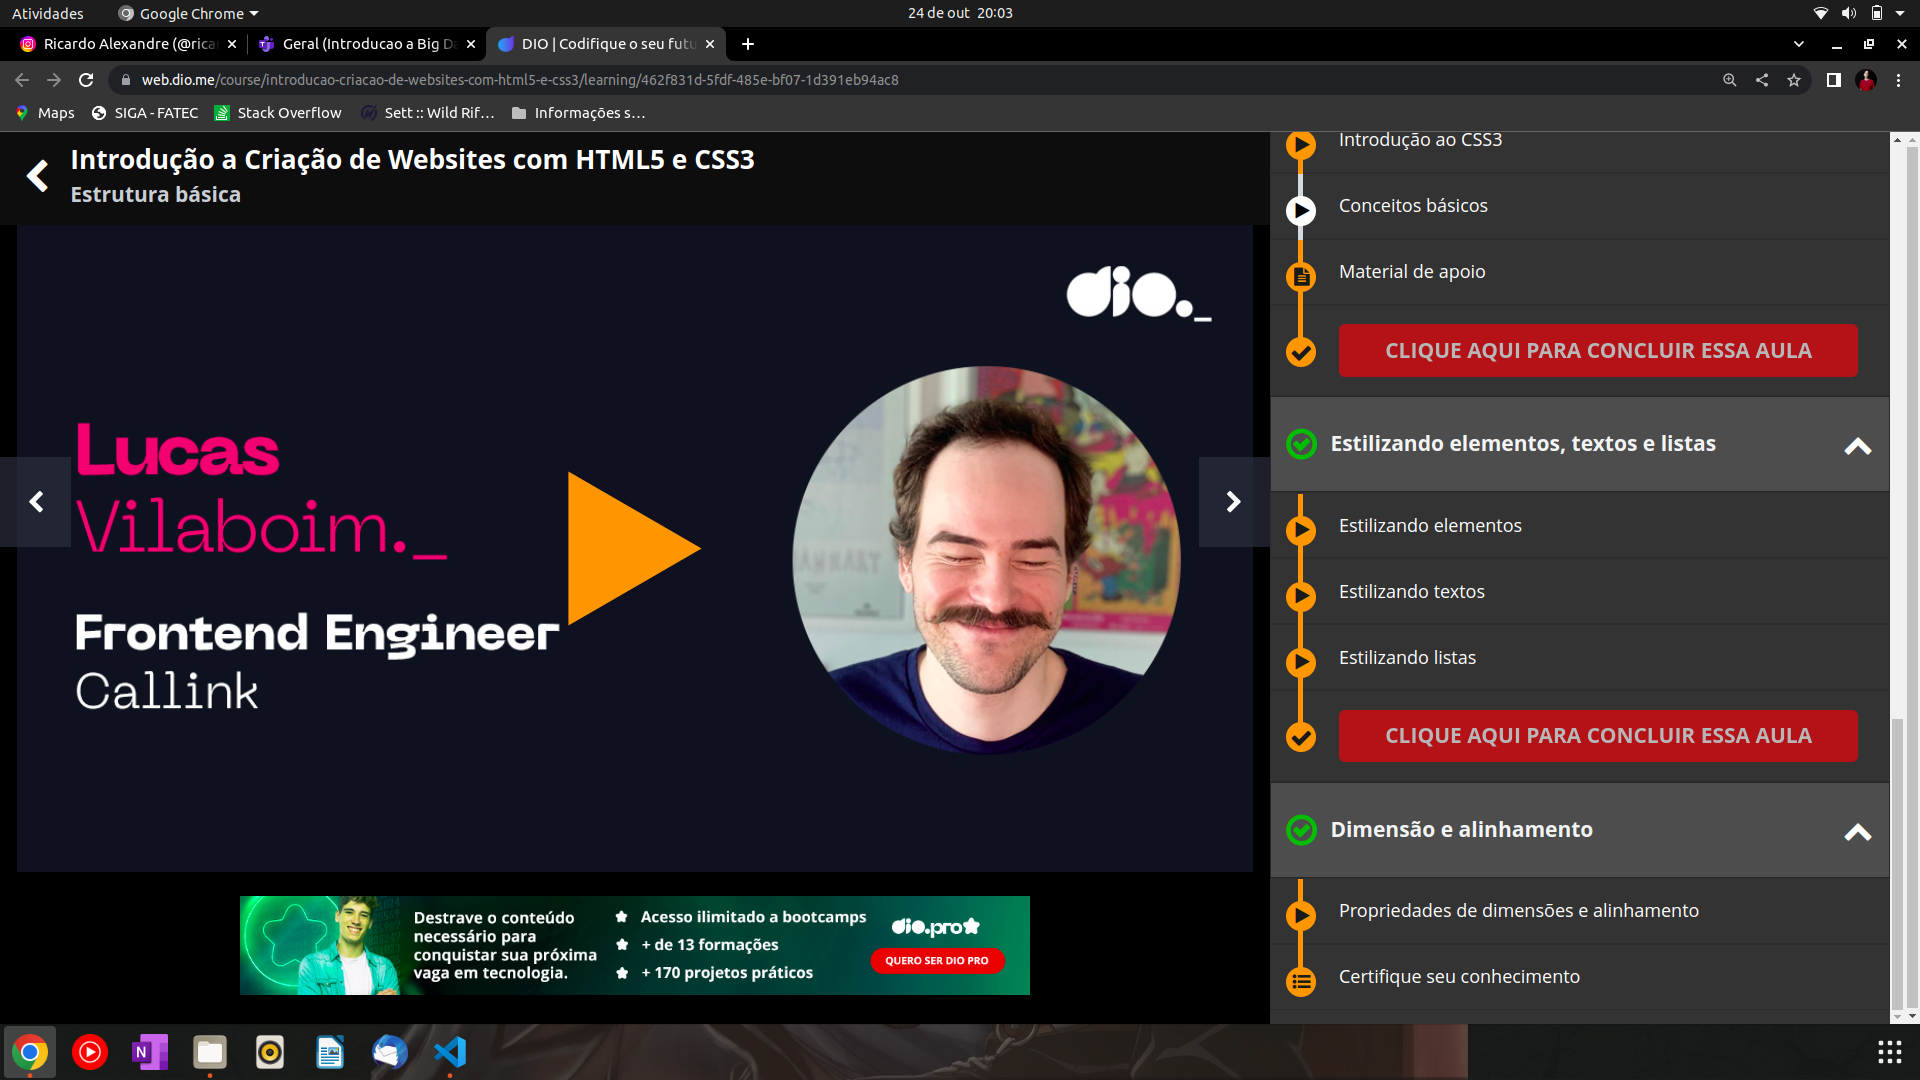 Atividades
Google Chrome
24 de out 20:03
Ricardo Alexandre (@rica
Geral (Introducao a Big Da
DIO | Codifique o seu futu
web.dio.me/course/introducao-criacao-de-websites-com-html5-e-css3/learning/462f831d-5fdf-485e-bf07-1d391eb94ac8
Maps
SIGA - FATEC
Stack Overflow
Sett :: Wild Rif…
Informações s…
Introdução a Criação de Websites com HTML5 e CSS3
Estrutura básica
dio._
Lucas
Vilaboim._
Frontend Engineer
Callink
Destrave o conteúdo
necessário para
conquistar sua próxima
vaga em tecnologia.
Acesso ilimitado a bootcamps
+ de 13 formações
+ 170 projetos práticos
dio.pro
QUERO SER DIO PRO
Introdução ao CSS3
Conceitos básicos
Material de apoio
CLIQUE AQUI PARA CONCLUIR ESSA AULA
Estilizando elementos, textos e listas
Estilizando elementos
Estilizando textos
Estilizando listas
CLIQUE AQUI PARA CONCLUIR ESSA AULA
Dimensão e alinhamento
Propriedades de dimensões e alinhamento
Certifique seu conhecimento
N